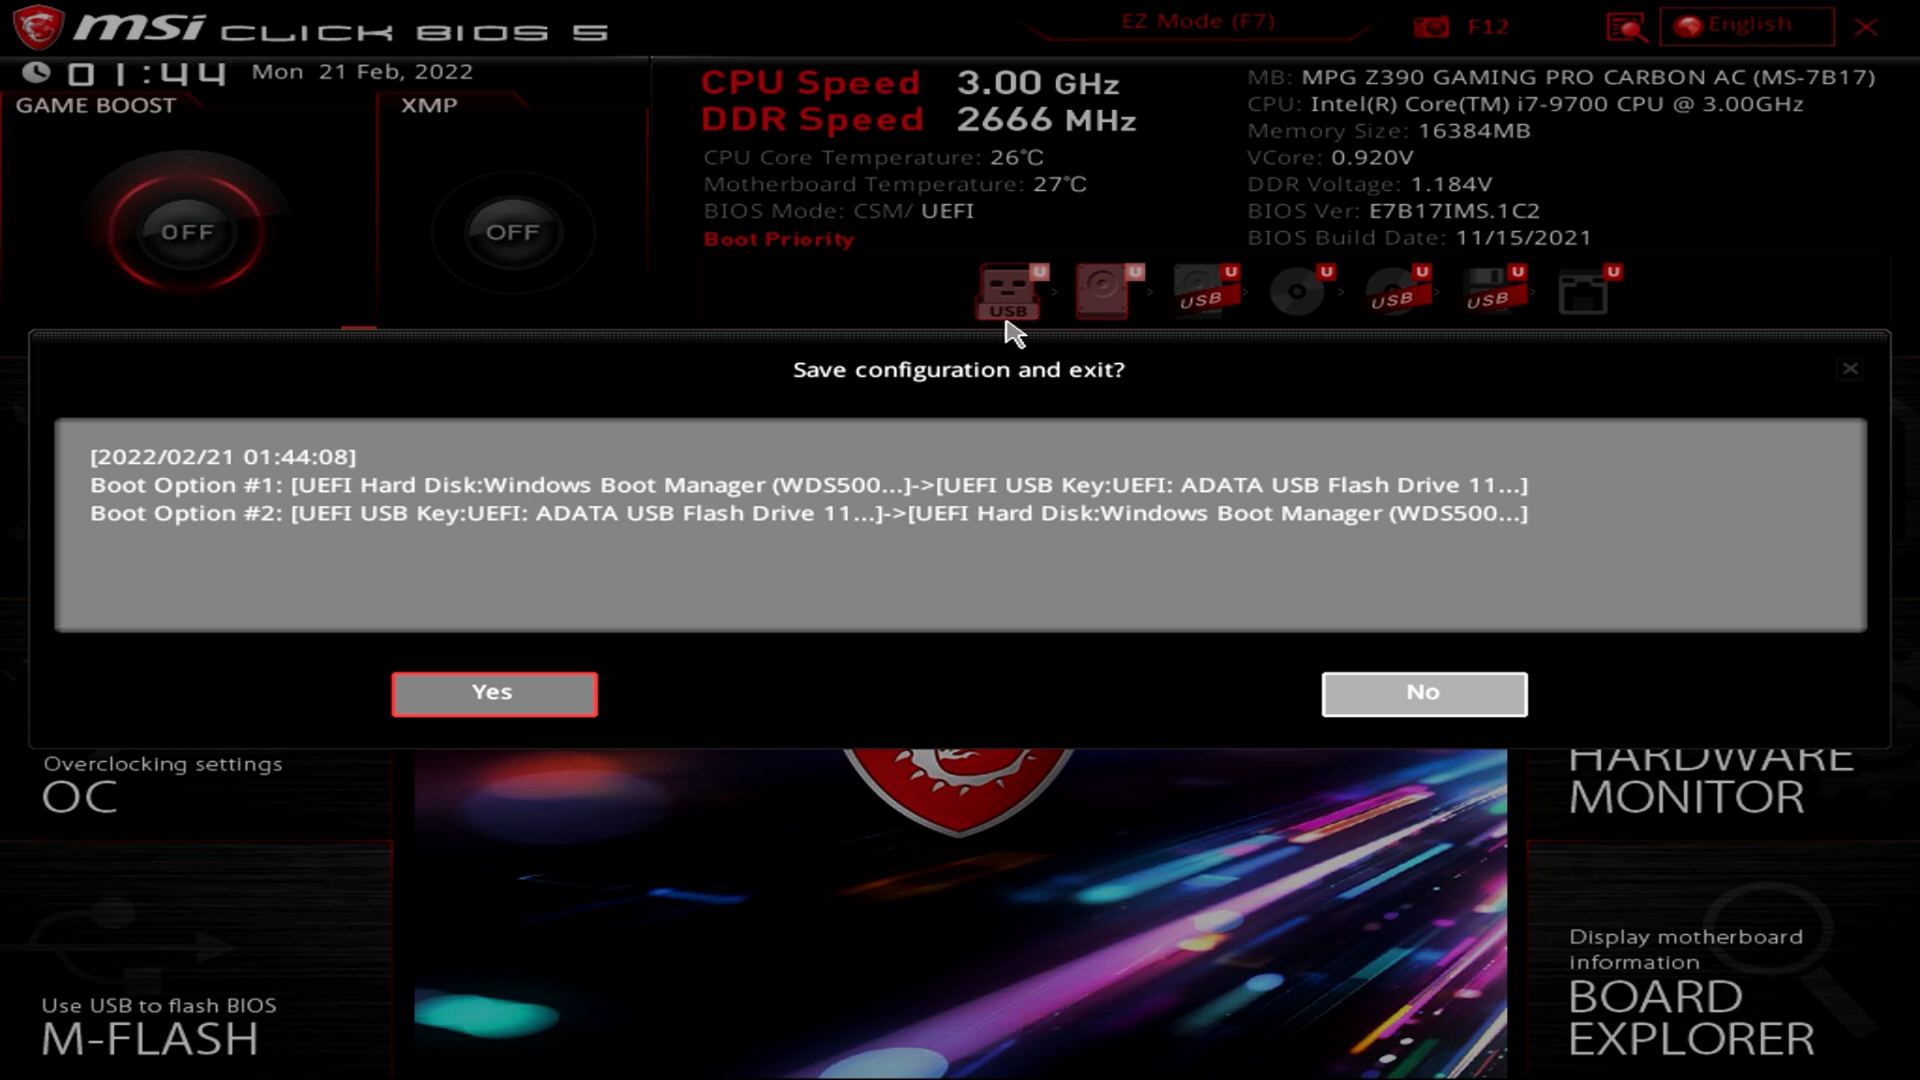 msi CLICK BIOS 5
EZ Mode (F7)
F12
English
01:44
Mon 21 Feb, 2022
GAME BOOST
XMP
OFF
OFF
CPU Speed 3.00 GHz
DDR Speed 2666 MHz
CPU Core Temperature: 26°C
Motherboard Temperature: 27°C
BIOS Mode: CSM/ UEFI
Boot Priority
MB: MPG Z390 GAMING PRO CARBON AC (MS-7B17)
CPU: Intel(R) Core(TM) i7-9700 CPU @ 3.00GHz
Memory Size: 16384MB
VCore: 0.920V
DDR Voltage: 1.184V
BIOS Ver: E7B17IMS.1C2
BIOS Build Date: 11/15/2021
U U U U U U U
USB USB USB USB
Save configuration and exit?
[2022/02/21 01:44:08]
Boot Option #1: [UEFI Hard Disk:Windows Boot Manager (WDS500...]->[UEFI USB Key:UEFI: ADATA USB Flash Drive 11...]
Boot Option #2: [UEFI USB Key:UEFI: ADATA USB Flash Drive 11...]->[UEFI Hard Disk:Windows Boot Manager (WDS500...]
Yes
No
Overclocking settings
OC
HARDWARE
MONITOR
Use USB to flash BIOS
M-FLASH
Display motherboard
information
BOARD
EXPLORER